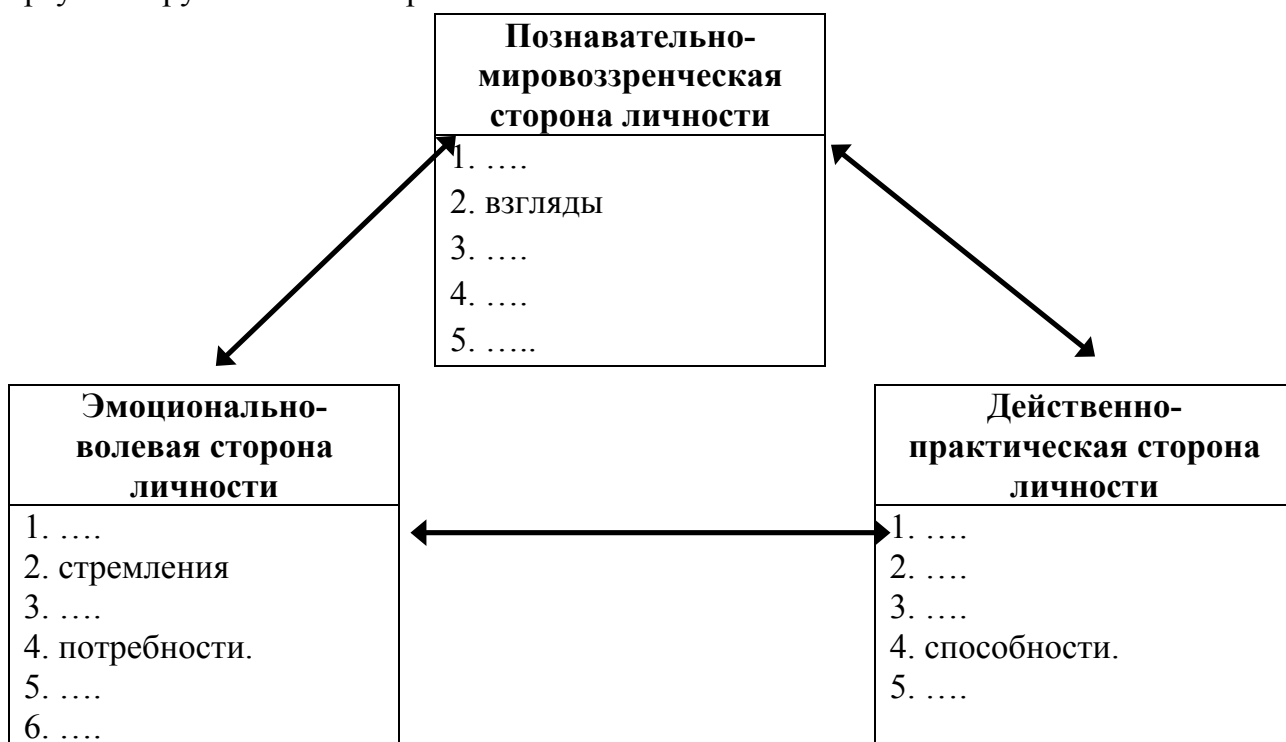 Познавательно-
мировоззренческая
сторона личности
1. ….
2. взгляды
3. ….
4. ….
5. …..
Эмоционально-
волевая сторона
личности
1. ….
2. стремления
3. ….
4. потребности.
5. ….
6. ….
Действенно-
практическая сторона
личности
1. ….
2. ….
3. ….
4. способности.
5. ….